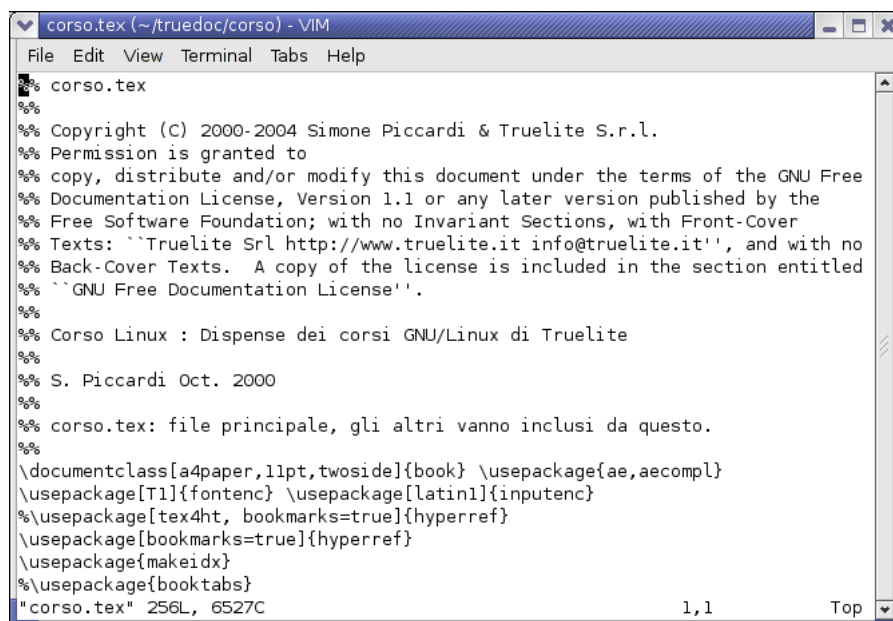 corso.tex (~/truedoc/corso) - VIM
File Edit View Terminal Tabs Help
%% corso.tex
%%
%% Copyright (C) 2000-2004 Simone Piccardi & Truelite S.r.l.
%% Permission is granted to
%% copy, distribute and/or modify this document under the terms of the GNU Free
%% Documentation License, Version 1.1 or any later version published by the
%% Free Software Foundation; with no Invariant Sections, with Front-Cover
%% Texts: ``Truelite Srl http://www.truelite.it info@truelite.it'', and with no
%% Back-Cover Texts.  A copy of the license is included in the section entitled
%% ``GNU Free Documentation License''.
%%
%% Corso Linux : Dispense dei corsi GNU/Linux di Truelite
%%
%% S. Piccardi Oct. 2000
%%
%% corso.tex: file principale, gli altri vanno inclusi da questo.
%%
\documentclass[a4paper,11pt,twoside]{book} \usepackage{ae,aecompl}
\usepackage[T1]{fontenc} \usepackage[latin1]{inputenc}
%\usepackage[tex4ht, bookmarks=true]{hyperref}
\usepackage[bookmarks=true]{hyperref}
\usepackage{makeidx}
%\usepackage{booktabs}
"corso.tex" 256L, 6527C 1,1 Top